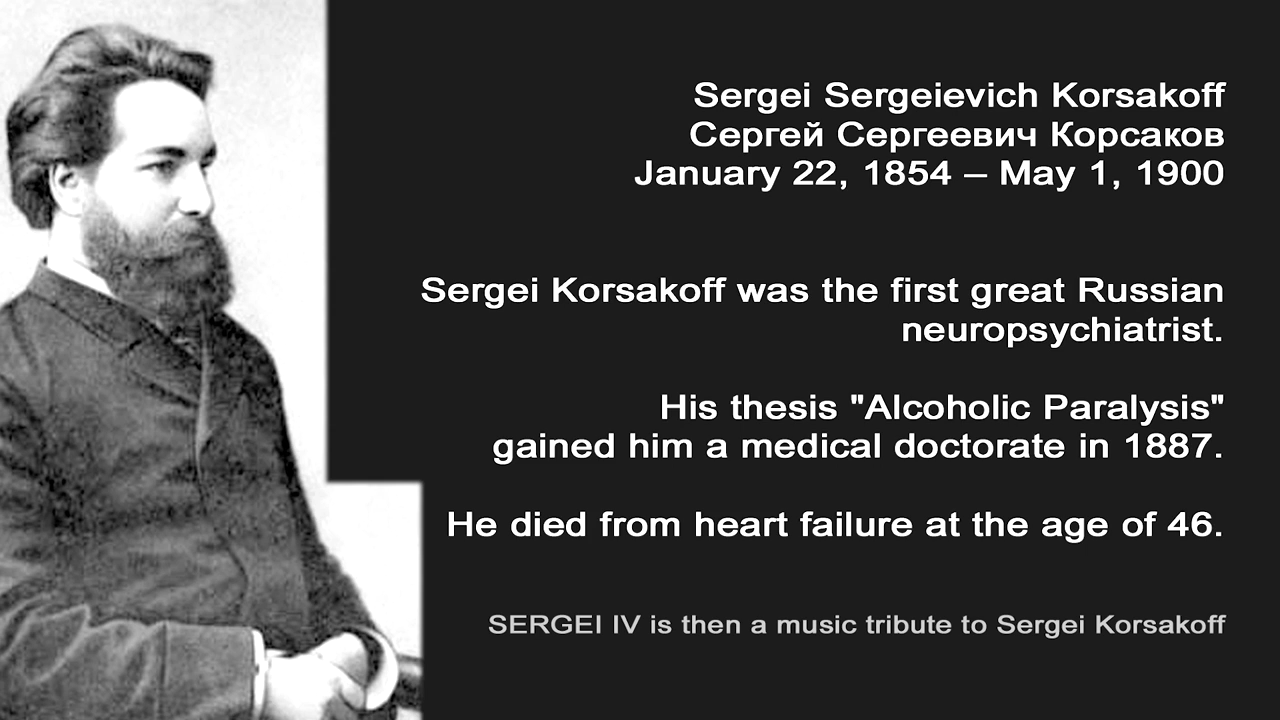 Sergei Sergeievich Korsakoff
Сергей Сергеевич Корсаков
January 22, 1854 – May 1, 1900
Sergei Korsakoff was the first great Russian
neuropsychiatrist.
His thesis "Alcoholic Paralysis"
gained him a medical doctorate in 1887.
He died from heart failure at the age of 46.
SERGEI IV is then a music tribute to Sergei Korsakoff